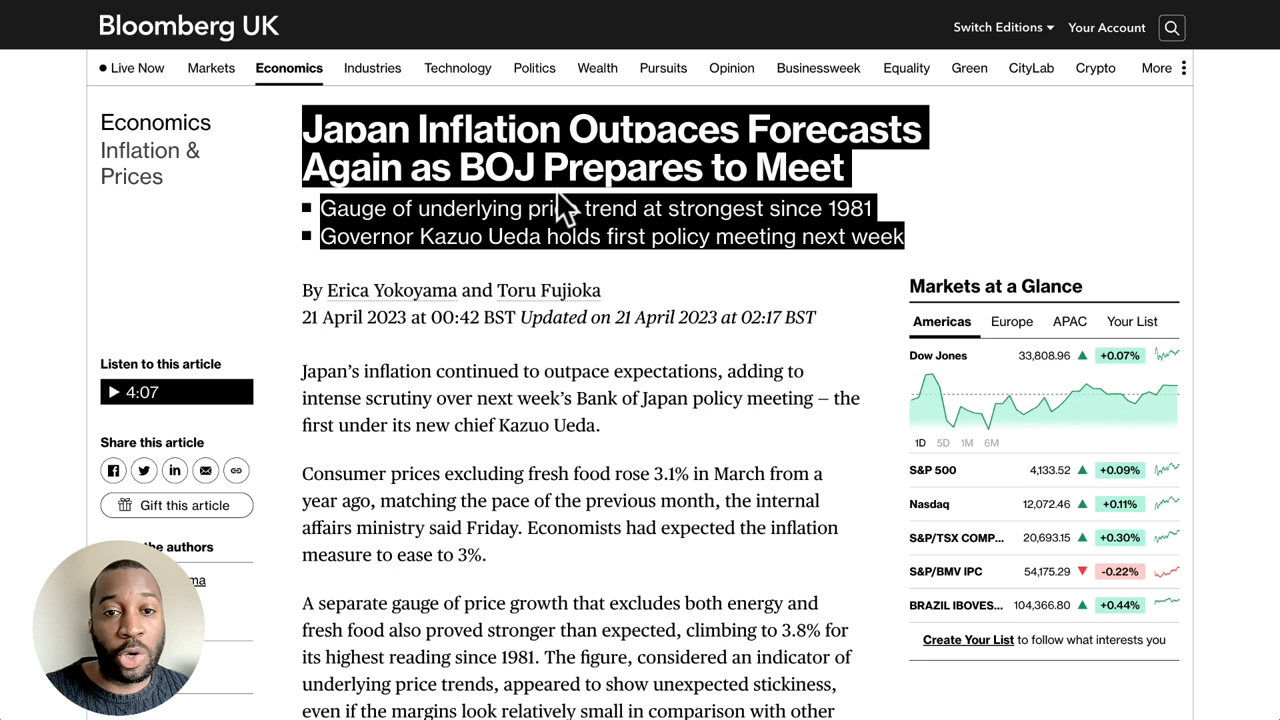 Bloomberg UK
Switch Editions
Your Account
Live Now
Markets
Economics
Industries
Technology
Politics
Wealth
Pursuits
Opinion
Businessweek
Equality
Green
CityLab
Crypto
More
Economics
Inflation &
Prices
Japan Inflation Outpaces Forecasts
Again as BOJ Prepares to Meet
Gauge of underlying price trend at strongest since 1981
Governor Kazuo Ueda holds first policy meeting next week
By Erica Yokoyama and Toru Fujioka
21 April 2023 at 00:42 BST Updated on 21 April 2023 at 02:17 BST
Listen to this article
4:07
Share this article
Gift this article
the authors
Japan’s inflation continued to outpace expectations, adding to
intense scrutiny over next week’s Bank of Japan policy meeting — the
first under its new chief Kazuo Ueda.
Consumer prices excluding fresh food rose 3.1% in March from a
year ago, matching the pace of the previous month, the internal
affairs ministry said Friday. Economists had expected the inflation
measure to ease to 3%.
A separate gauge of price growth that excludes both energy and
fresh food also proved stronger than expected, climbing to 3.8% for
its highest reading since 1981. The figure, considered an indicator of
underlying price trends, appeared to show unexpected stickiness,
even if the margins look relatively small in comparison with other
Markets at a Glance
Americas
Europe
APAC
Your List
Dow Jones 33,808.96 +0.07%
1D 5D 1M 6M
S&P 500 4,133.52 +0.09%
Nasdaq 12,072.46 +0.11%
S&P/TSX COMP... 20,693.15 +0.30%
S&P/BMV IPC 54,175.29 -0.22%
BRAZIL IBOVES... 104,366.80 +0.44%
Create Your List to follow what interests you